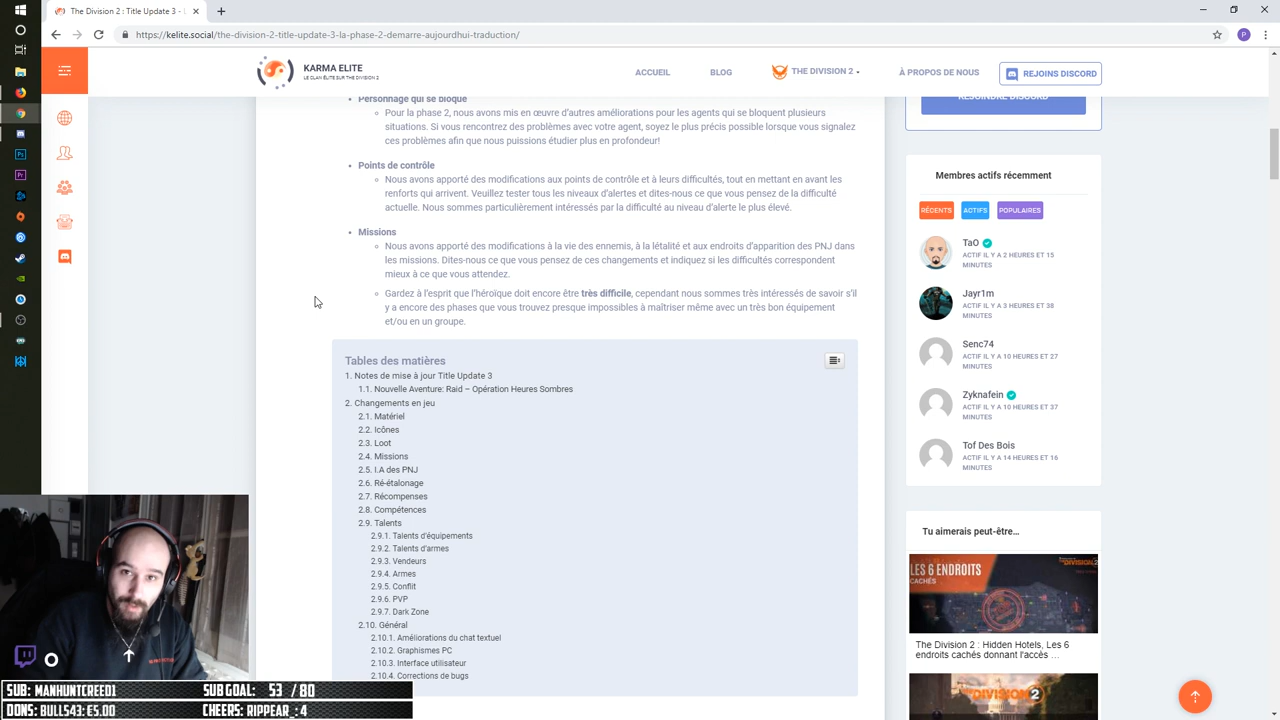 The Division 2 : Title Update 3 - L
https://kelite.social/the-division-2-title-update-3-la-phase-2-demarre-aujourdhui-traduction/
P
KARMA ELITE
LE CLAN ÉLITE SUR THE DIVISION 2
ACCUEIL
BLOG
THE DIVISION 2
À PROPOS DE NOUS
REJOINS DISCORD
REJOINDRE DISCORD
Personnage qui se bloque
Pour la phase 2, nous avons mis en œuvre d'autres améliorations pour les agents qui se bloquent plusieurs
situations. Si vous rencontrez des problèmes avec votre agent, soyez le plus précis possible lorsque vous signalez
ces problèmes afin que nous puissions étudier plus en profondeur!
Points de contrôle
Nous avons apporté des modifications aux points de contrôle et à leurs difficultés, tout en mettant en avant les
renforts qui arrivent. Veuillez tester tous les niveaux d'alertes et dites-nous ce que vous pensez de la difficulté
actuelle. Nous sommes particulièrement intéressés par la difficulté au niveau d'alerte le plus élevé.
Missions
Nous avons apporté des modifications à la vie des ennemis, à la létalité et aux endroits d'apparition des PNJ dans
les missions. Dites-nous ce que vous pensez de ces changements et indiquez si les difficultés correspondent
mieux à ce que vous attendez.
Gardez à l'esprit que l'héroïque doit encore être très difficile, cependant nous sommes très intéressés de savoir s'il
y a encore des phases que vous trouvez presque impossibles à maîtriser même avec un très bon équipement
et/ou en un groupe.
Tables des matières
1. Notes de mise à jour Title Update 3
1.1. Nouvelle Aventure: Raid – Opération Heures Sombres
2. Changements en jeu
2.1. Matériel
2.2. Icônes
2.3. Loot
2.4. Missions
2.5. I.A des PNJ
2.6. Ré-étalonage
2.7. Récompenses
2.8. Compétences
2.9. Talents
2.9.1. Talents d'équipements
2.9.2. Talents d'armes
2.9.3. Vendeurs
2.9.4. Armes
2.9.5. Conflit
2.9.6. PVP
2.9.7. Dark Zone
2.10. Général
2.10.1. Améliorations du chat textuel
2.10.2. Graphismes PC
2.10.3. Interface utilisateur
2.10.4. Corrections de bugs
Membres actifs récemment
RÉCENTS
ACTIFS
POPULAIRES
TaO
ACTIF IL Y A 2 HEURES ET 15
MINUTES
Jayr1m
ACTIF IL Y A 3 HEURES ET 38
MINUTES
Senc74
ACTIF IL Y A 10 HEURES ET 27
MINUTES
Zyknafein
ACTIF IL Y A 10 HEURES ET 37
MINUTES
Tof Des Bois
ACTIF IL Y A 14 HEURES ET 16
MINUTES
Tu aimerais peut-être…
LES 6 ENDROITS
CACHÉS
The Division 2 : Hidden Hotels, Les 6
endroits cachés donnant l'accès …
THE DIVISION 2
SUB: MANHUNTCREED1
SUB GOAL: 53 / 80
DONS: BULLS43: €5.00
CHEERS: RIPPEAR_: 4